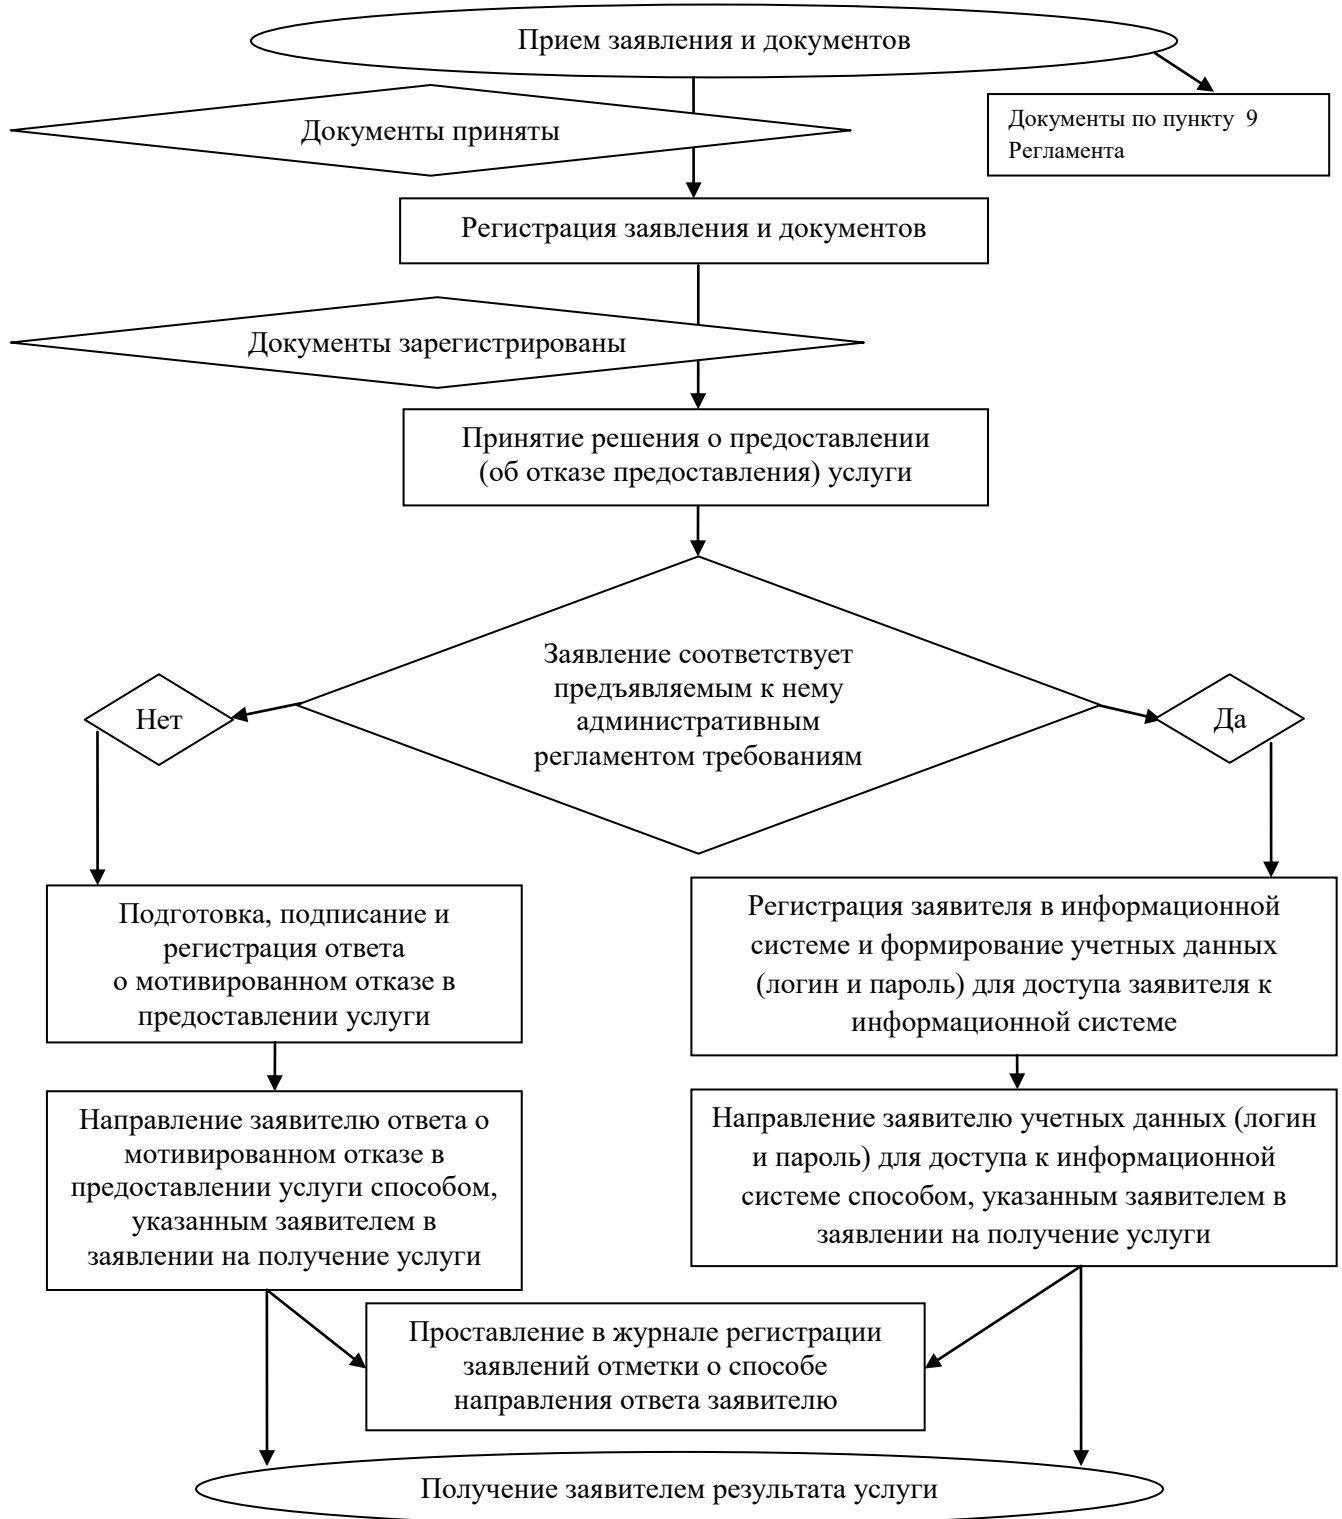 Прием заявления и документов
Документы по пункту 9
Регламента
Документы приняты
Регистрация заявления и документов
Документы зарегистрированы
Принятие решения о предоставлении
(об отказе предоставления) услуги
Заявление соответствует
предъявляемым к нему
административным
регламентом требованиям
Нет
Да
Подготовка, подписание и
регистрация ответа
о мотивированном отказе в
предоставлении услуги
Регистрация заявителя в информационной
системе и формирование учетных данных
(логин и пароль) для доступа заявителя к
информационной системе
Направление заявителю ответа о
мотивированном отказе в
предоставлении услуги способом,
указанным заявителем в
заявлении на получение услуги
Направление заявителю учетных данных (логин
и пароль) для доступа к информационной
системе способом, указанным заявителем в
заявлении на получение услуги
Проставление в журнале регистрации
заявлений отметки о способе
направления ответа заявителю
Получение заявителем результата услуги